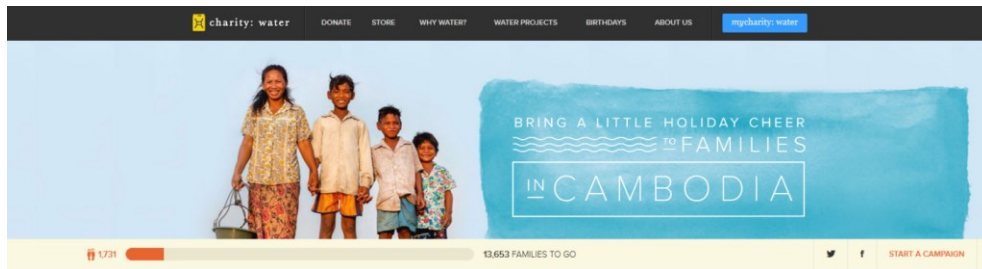 charity: water DONATE STORE WHY WATER? WATER PROJECTS BIRTHDAYS ABOUT US mycharity: water
BRING A LITTLE HOLIDAY CHEER
TO FAMILIES
IN CAMBODIA
1,731 13,653 FAMILIES TO GO START A CAMPAIGN